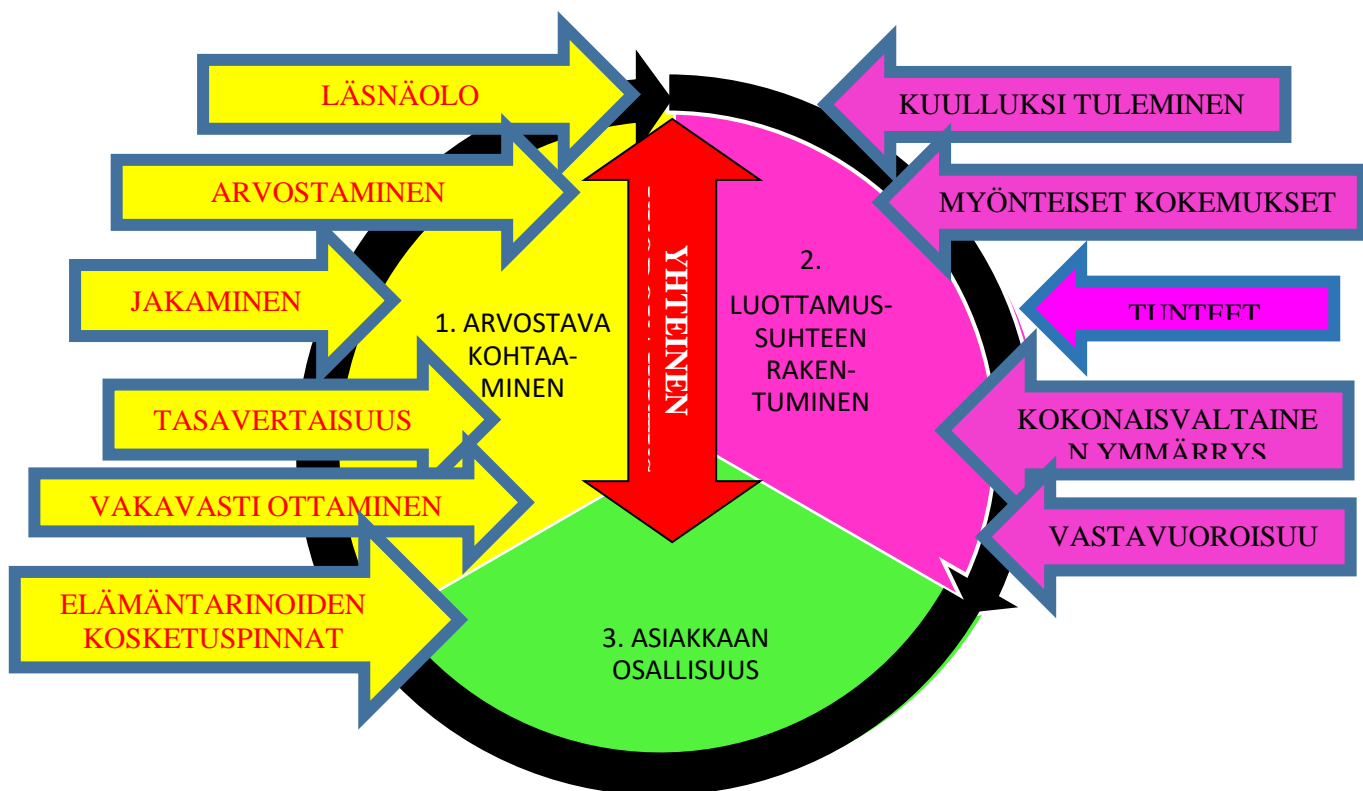 LÄSNÄOLO
ARVOSTAMINEN
JAKAMINEN
TASAVERTAISUUS
VAKAVASTI OTTAMINEN
ELÄMÄNTARINOIDEN
KOSKETUSPINNAT
1. ARVOSTAVA
KOHTAA-
MINEN
YHTEINEN
2.
LUOTTAMUS-
SUHTEEN
RAKEN-
TUMINEN
3. ASIAKKAAN
OSALLISUUS
KUULLUKSI TULEMINEN
MYÖNTEISET KOKEMUKSET
TUNTEET
KOKONAISVALTAINE
N YMMÄRRYS
VASTAVUOROISUU